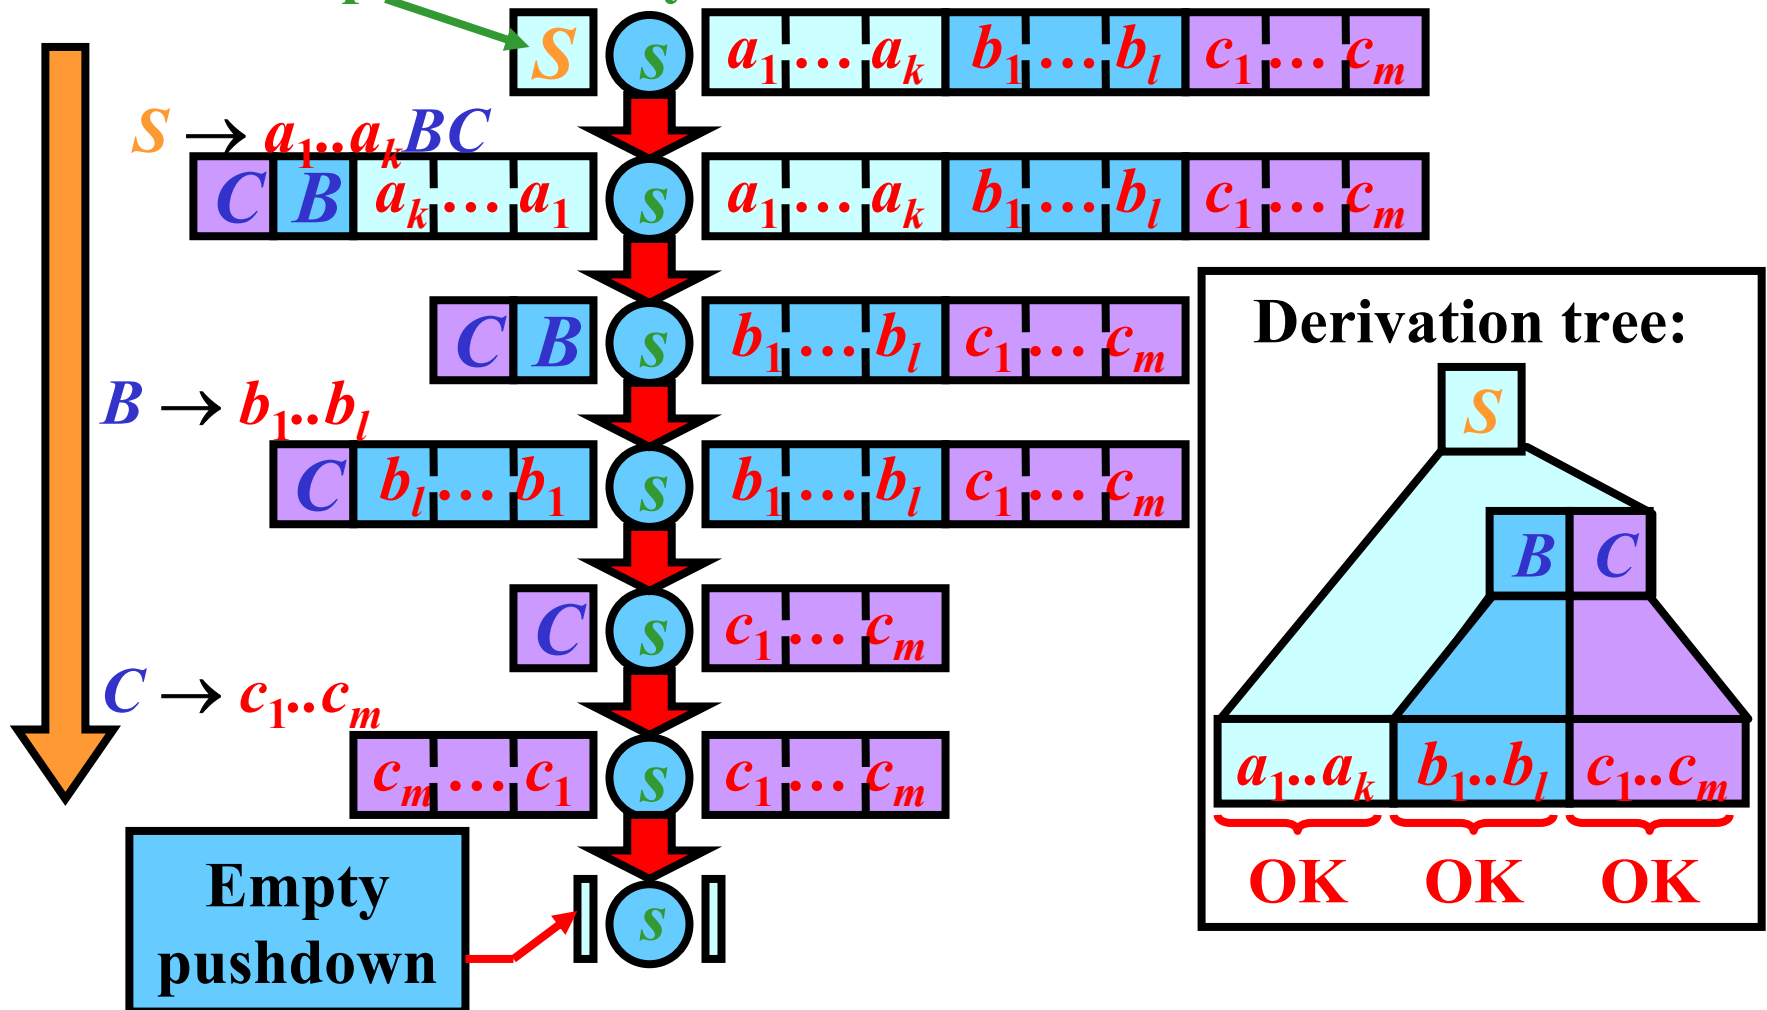 S s a₁ … aₖ b₁ … bₗ c₁ … cₘ
S → a₁..aₖBC
C B aₖ … a₁ s a₁ … aₖ b₁ … bₗ c₁ … cₘ
C B s b₁ … bₗ c₁ … cₘ
B → b₁..bₗ
C bₗ … b₁ s b₁ … bₗ c₁ … cₘ
C s c₁ … cₘ
C → c₁..cₘ
cₘ … c₁ s c₁ … cₘ
s
Empty
pushdown
Derivation tree:
S
B C
a₁..aₖ b₁..bₗ c₁..cₘ
OK OK OK